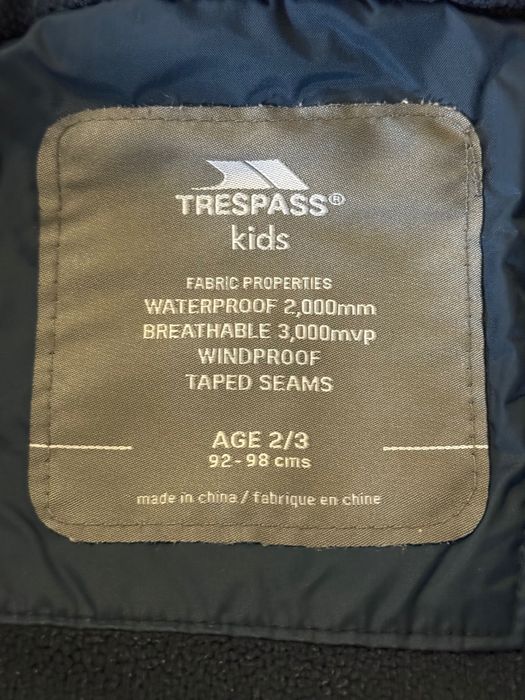 TRESPASS®
kids
FABRIC PROPERTIES
WATERPROOF 2,000mm
BREATHABLE 3,000mvp
WINDPROOF
TAPED SEAMS
AGE 2/3
92-98 cms
made in china / fabrique en chine